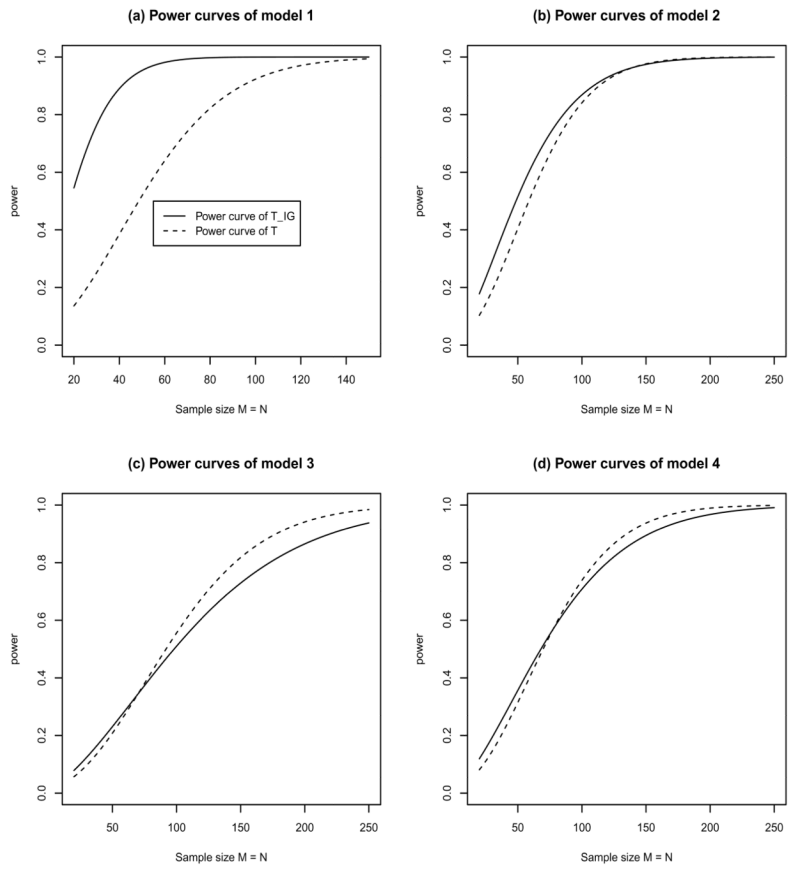 (a) Power curves of model 1
power
0.0 0.2 0.4 0.6 0.8 1.0
Power curve of T_IG
Power curve of T
20 40 60 80 100 120 140
Sample size M = N
(b) Power curves of model 2
power
0.0 0.2 0.4 0.6 0.8 1.0
50 100 150 200 250
Sample size M = N
(c) Power curves of model 3
power
0.0 0.2 0.4 0.6 0.8 1.0
50 100 150 200 250
Sample size M = N
(d) Power curves of model 4
power
0.0 0.2 0.4 0.6 0.8 1.0
50 100 150 200 250
Sample size M = N